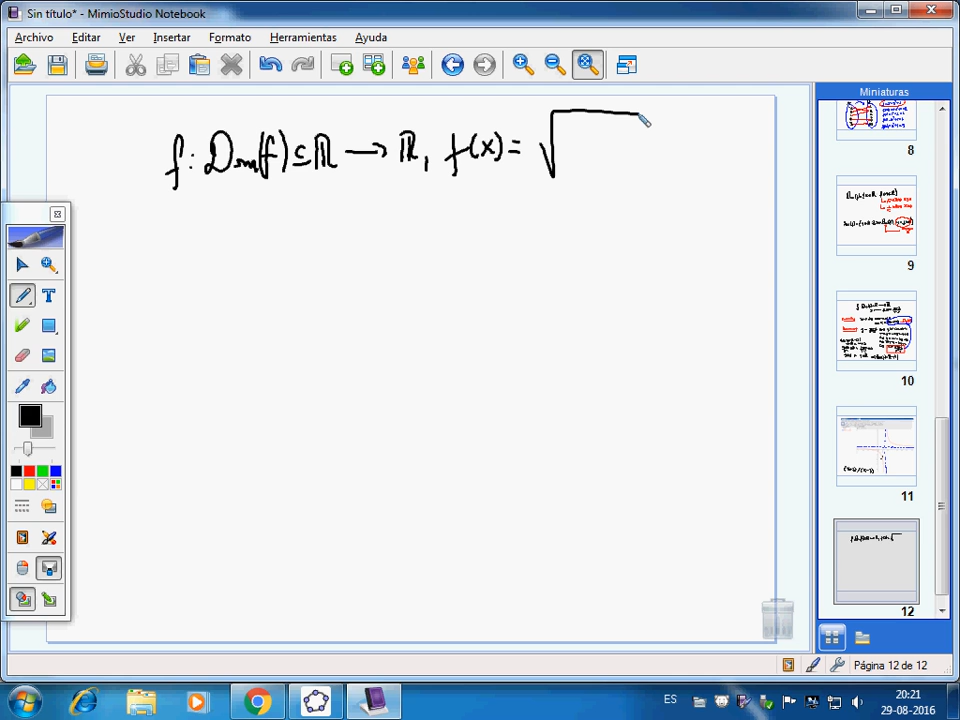 Sin título* - MimioStudio Notebook
Archivo Editar Ver Insertar Formato Herramientas Ayuda
Miniaturas
f: Dom(f) ⊆ ℝ → ℝ, f(x) = √
8
9
10
11
12
Página 12 de 12
ES
20:21
29-08-2016